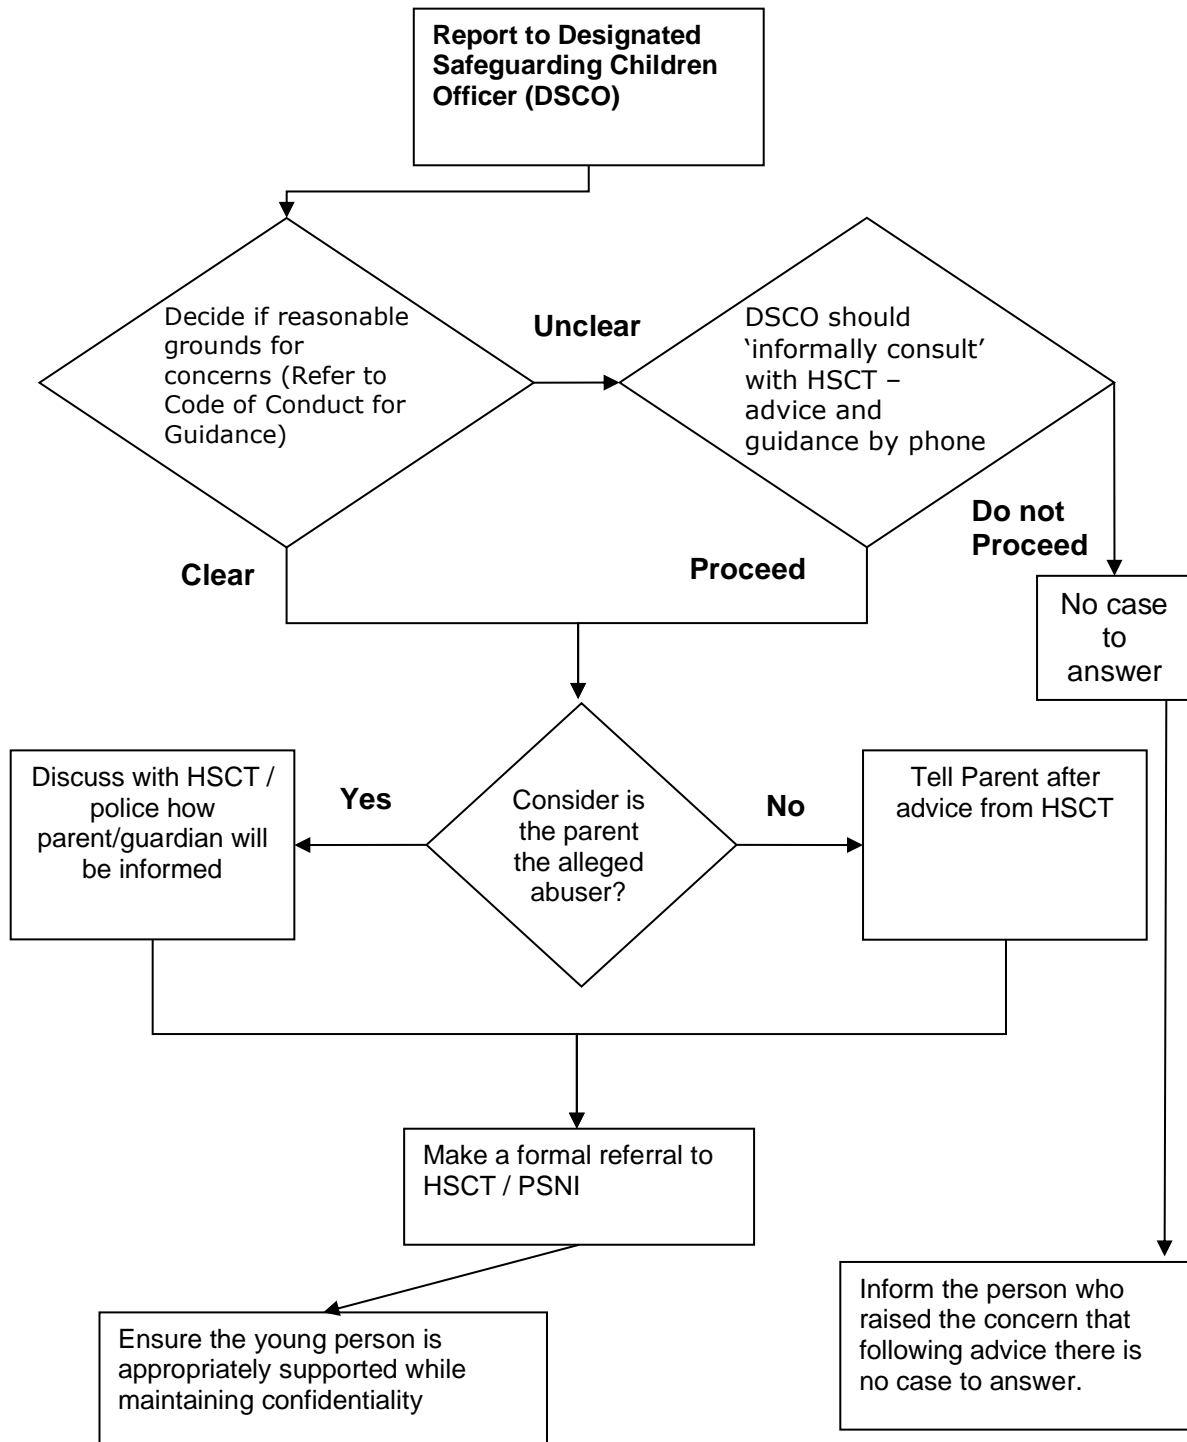 Report to Designated
Safeguarding Children
Officer (DSCO)
Decide if reasonable
grounds for
concerns (Refer to
Code of Conduct for
Guidance)
Unclear
DSCO should
‘informally consult’
with HSCT –
advice and
guidance by phone
Do not
Proceed
Clear
Proceed
No case
to
answer
Discuss with HSCT /
police how
parent/guardian will
be informed
Yes
Consider is
the parent
the alleged
abuser?
No
Tell Parent after
advice from HSCT
Make a formal referral to
HSCT / PSNI
Inform the person who
raised the concern that
following advice there is
no case to answer.
Ensure the young person is
appropriately supported while
maintaining confidentiality